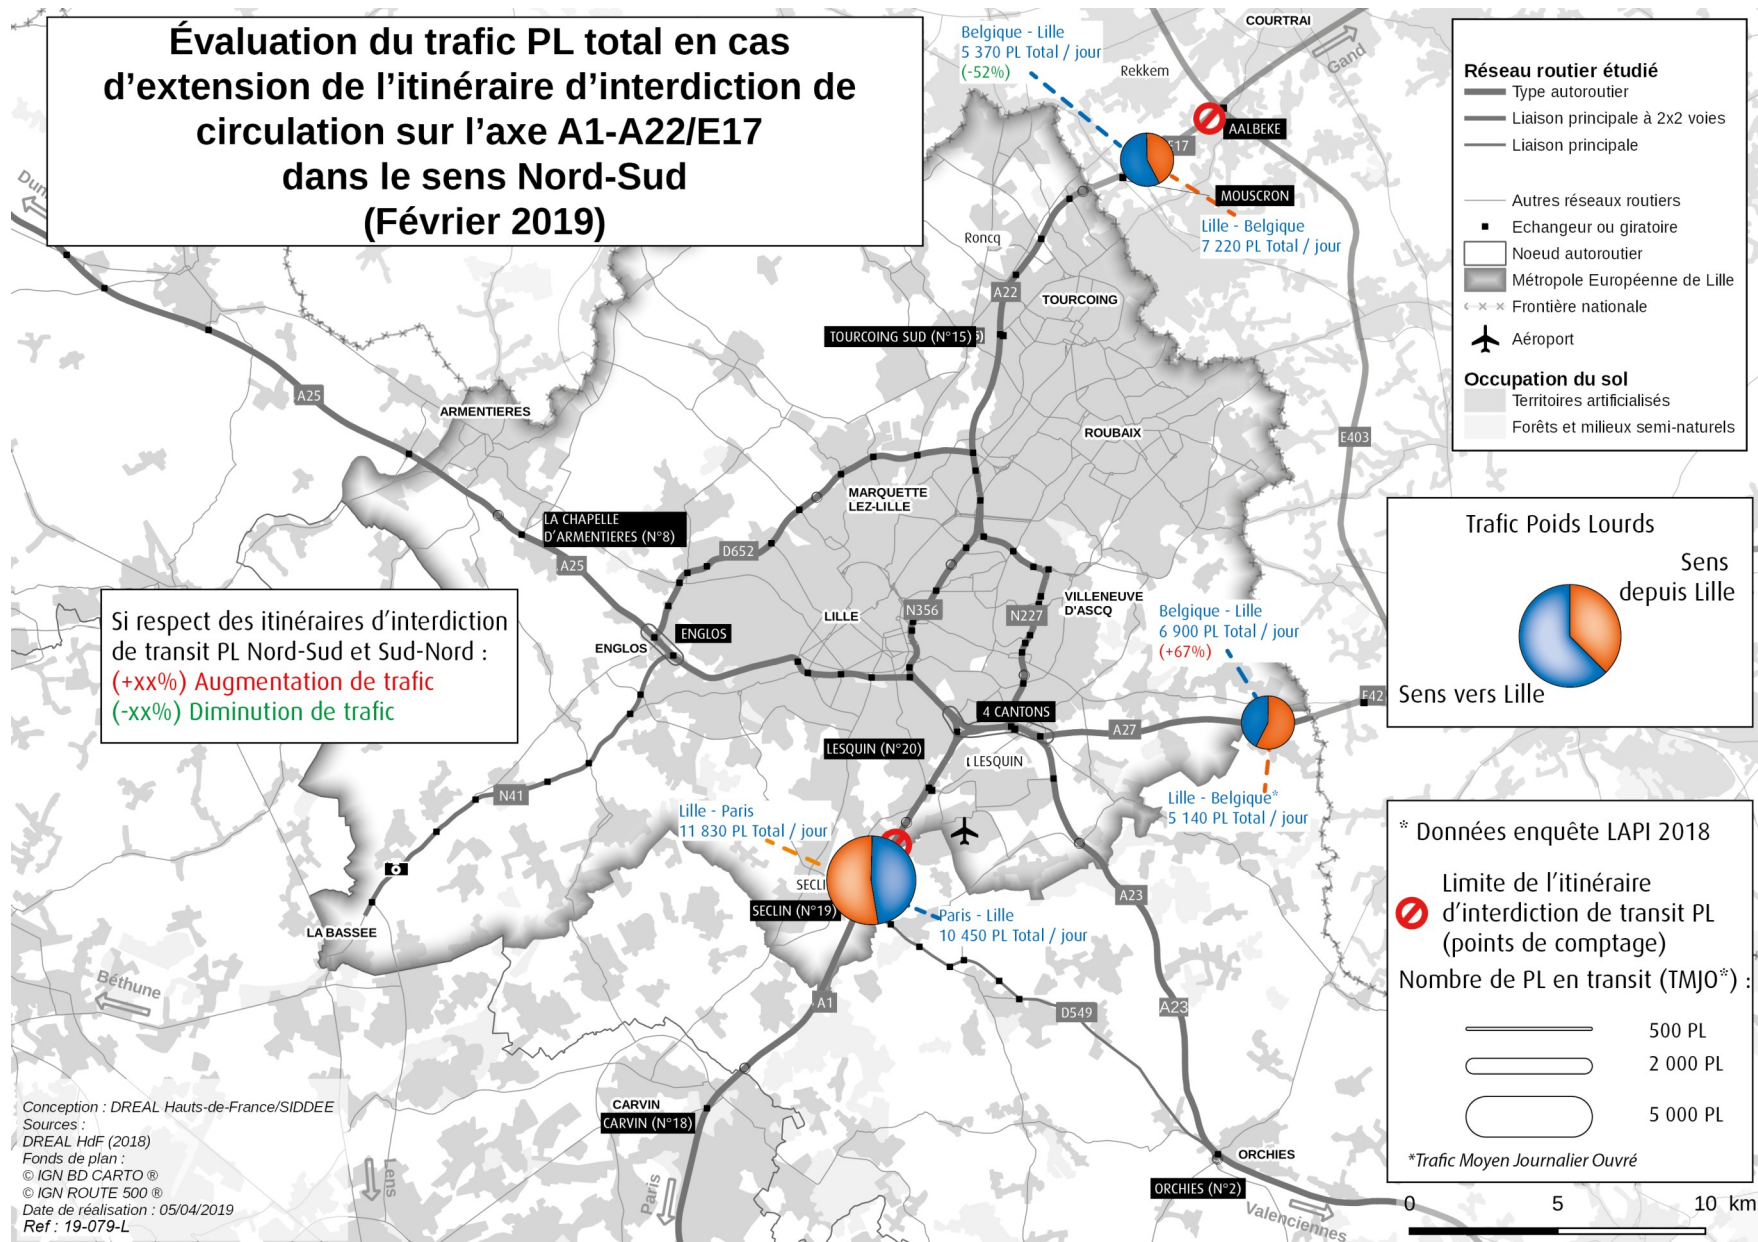 Évaluation du trafic PL total en cas
d'extension de l'itinéraire d'interdiction de
circulation sur l'axe A1-A22/E17
dans le sens Nord-Sud
(Février 2019)
Belgique - Lille
5 370 PL Total / jour
(-52%)
COURTRAI
Gand
Rekkem
AALBEKE
E17
MOUSCRON
Lille - Belgique
7 220 PL Total / jour
Roncq
A22
TOURCOING
TOURCOING SUD (N°15)
A25
ARMENTIERES
ROUBAIX
E403
MARQUETTE
LEZ-LILLE
LA CHAPELLE
D'ARMENTIERES (N°8)
D652
A25
Si respect des itinéraires d'interdiction
de transit PL Nord-Sud et Sud-Nord :
(+xx%) Augmentation de trafic
(-xx%) Diminution de trafic
LILLE
N356
N227
VILLENEUVE
D'ASCQ
ENGLOS
ENGLOS
Belgique - Lille
6 900 PL Total / jour
(+67%)
E42
4 CANTONS
A27
LESQUIN (N°20)
LESQUIN
N41
Lille - Belgique*
5 140 PL Total / jour
Lille - Paris
11 830 PL Total / jour
SECLIN (N°19)
Paris - Lille
10 450 PL Total / jour
A23
LA BASSEE
Béthune
A1
D549
A23
CARVIN
CARVIN (N°18)
Lens
Paris
ORCHIES
ORCHIES (N°2)
Valenciennes
Réseau routier étudié
Type autoroutier
Liaison principale à 2x2 voies
Liaison principale
Autres réseaux routiers
Echangeur ou giratoire
Noeud autoroutier
Métropole Européenne de Lille
Frontière nationale
Aéroport
Occupation du sol
Territoires artificialisés
Forêts et milieux semi-naturels
Trafic Poids Lourds
Sens
depuis Lille
Sens vers Lille
* Données enquête LAPI 2018
Limite de l'itinéraire
d'interdiction de transit PL
(points de comptage)
Nombre de PL en transit (TMJO*) :
500 PL
2 000 PL
5 000 PL
*Trafic Moyen Journalier Ouvré
0 5 10 km
Conception : DREAL Hauts-de-France/SIDDEE
Sources :
DREAL HdF (2018)
Fonds de plan :
© IGN BD CARTO ®
© IGN ROUTE 500 ®
Date de réalisation : 05/04/2019
Ref : 19-079-L